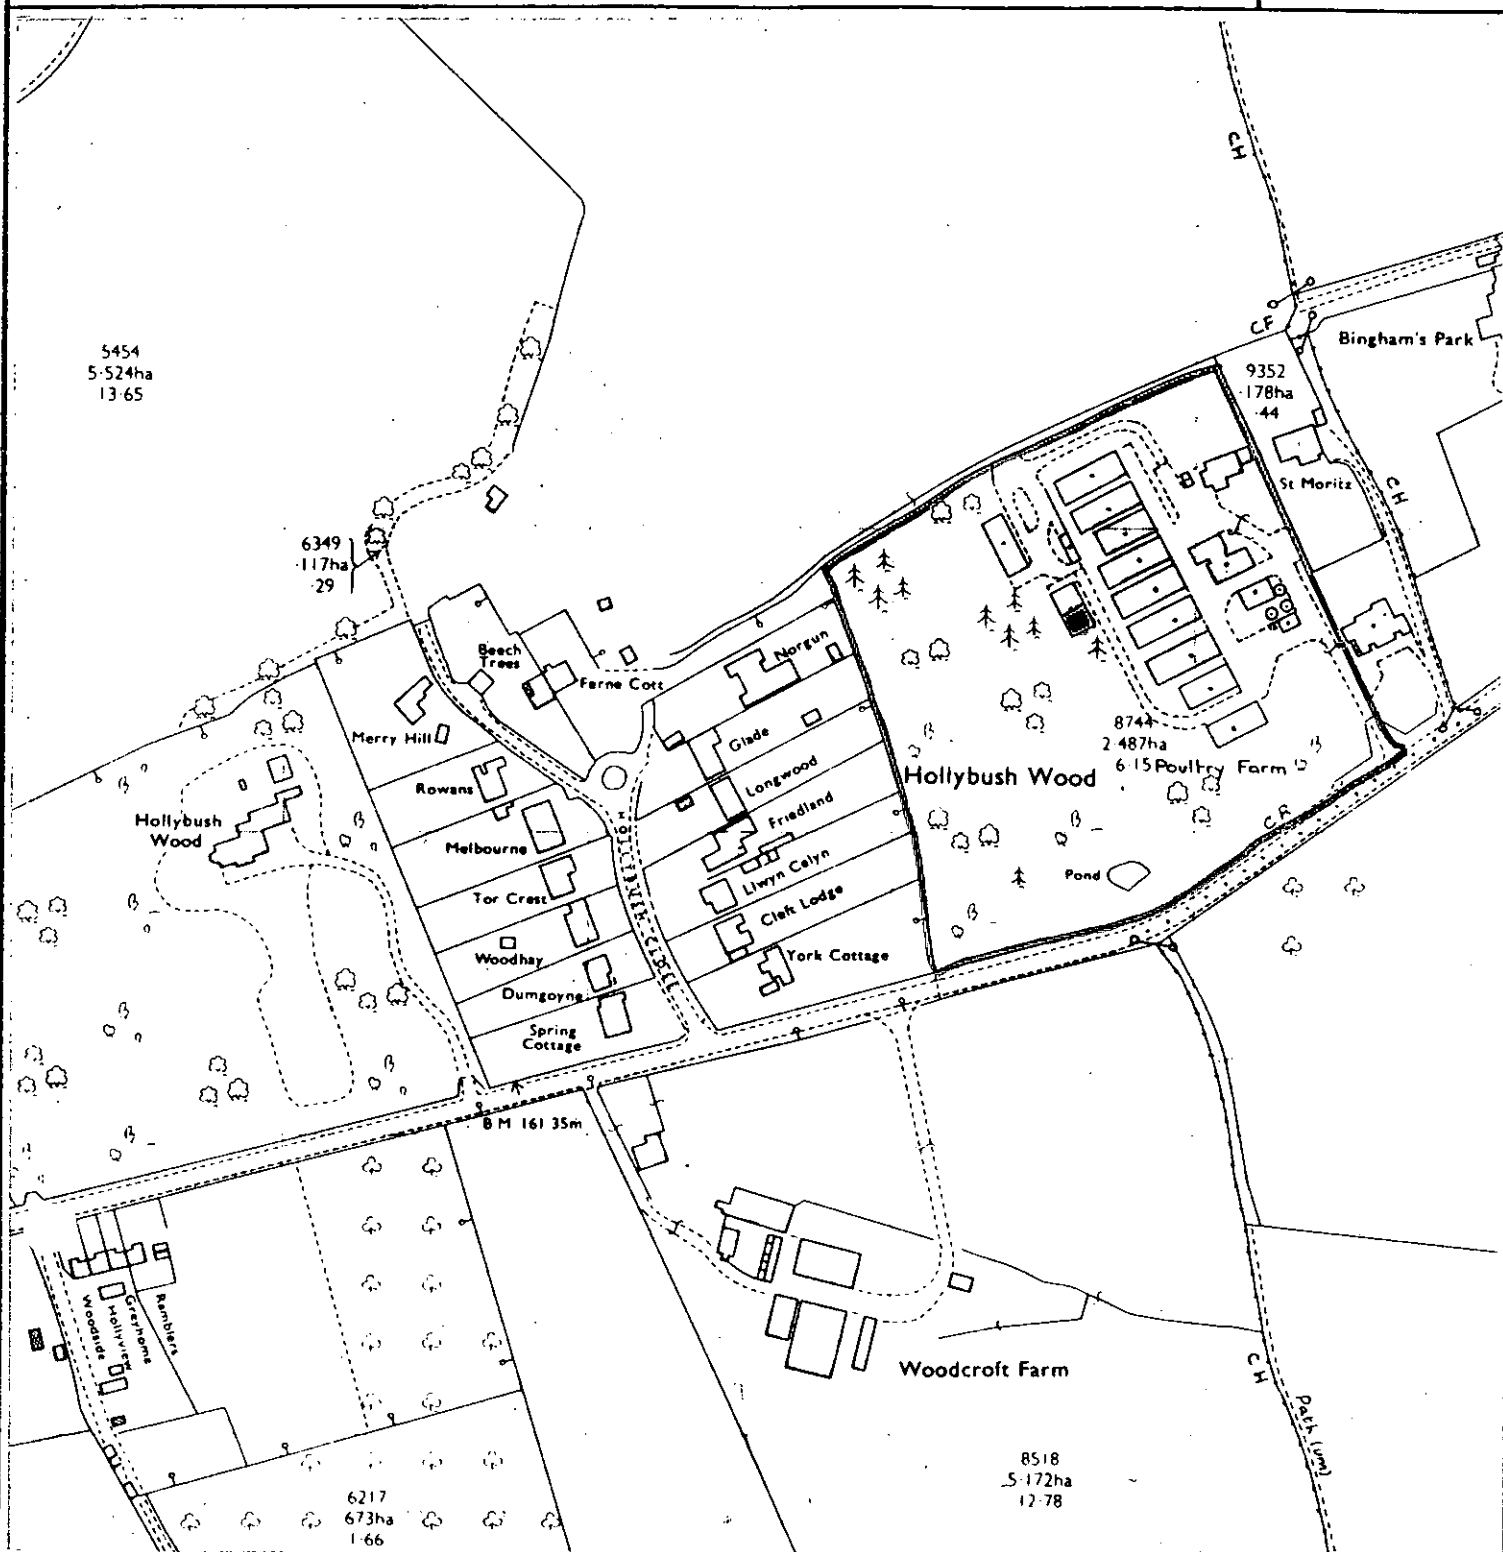 CH
CF
Bingham's Park
5454
5·524ha
13·65
9352
·178ha
·44
St Moritz
CH
6349
·117ha
·29
Beech
Trees
Ferne Cott
Norgun
Merry Hill
Glade
Rowans
Longwood
8744
2·487ha
6·15
Poultry Farm
Hollybush Wood
Hollybush
Wood
Friedland
Melbourne
CR
Llwyn Celyn
Pond
Tor Crest
Cleft Lodge
Woodhay
York Cottage
Dumgoyne
Spring
Cottage
BM 161·35m
Ramblers
Greyhome
Hollyview
Woodside
Woodcroft Farm
CH
Path (um)
8518
5·172ha
12·78
6217
·673ha
1·66